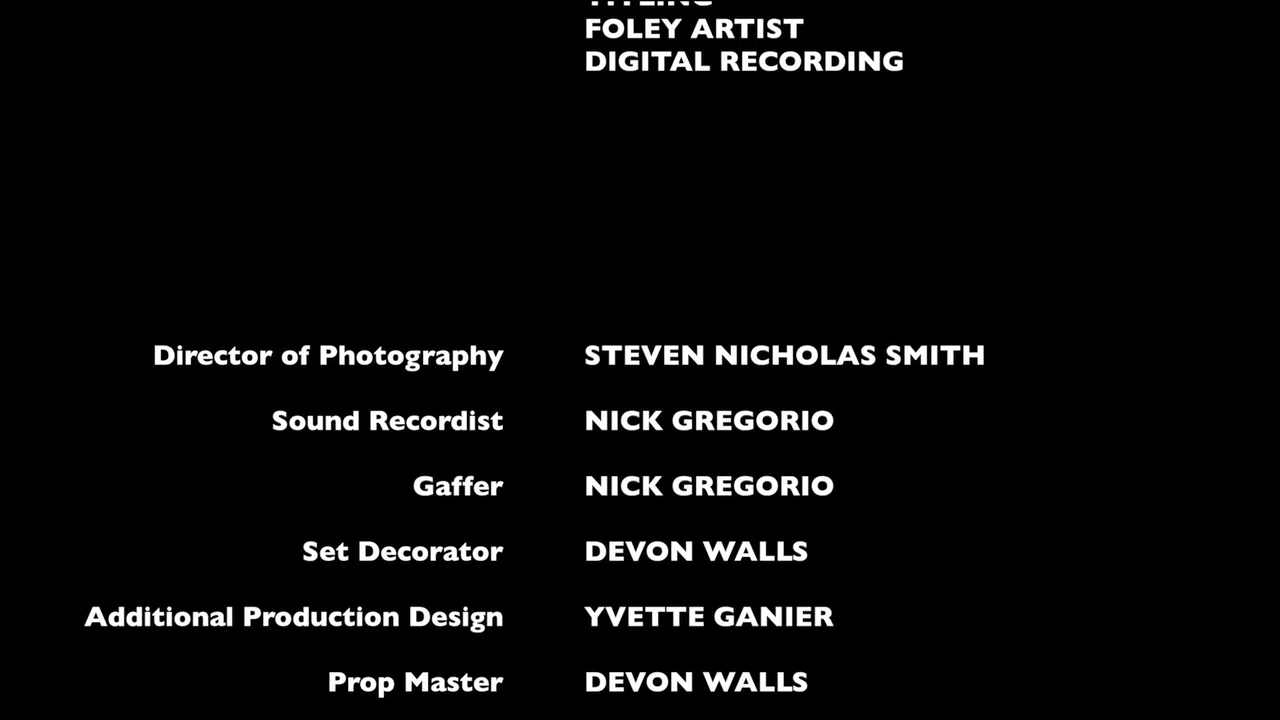 TITLING
FOLEY ARTIST
DIGITAL RECORDING
Director of Photography STEVEN NICHOLAS SMITH
Sound Recordist NICK GREGORIO
Gaffer NICK GREGORIO
Set Decorator DEVON WALLS
Additional Production Design YVETTE GANIER
Prop Master DEVON WALLS